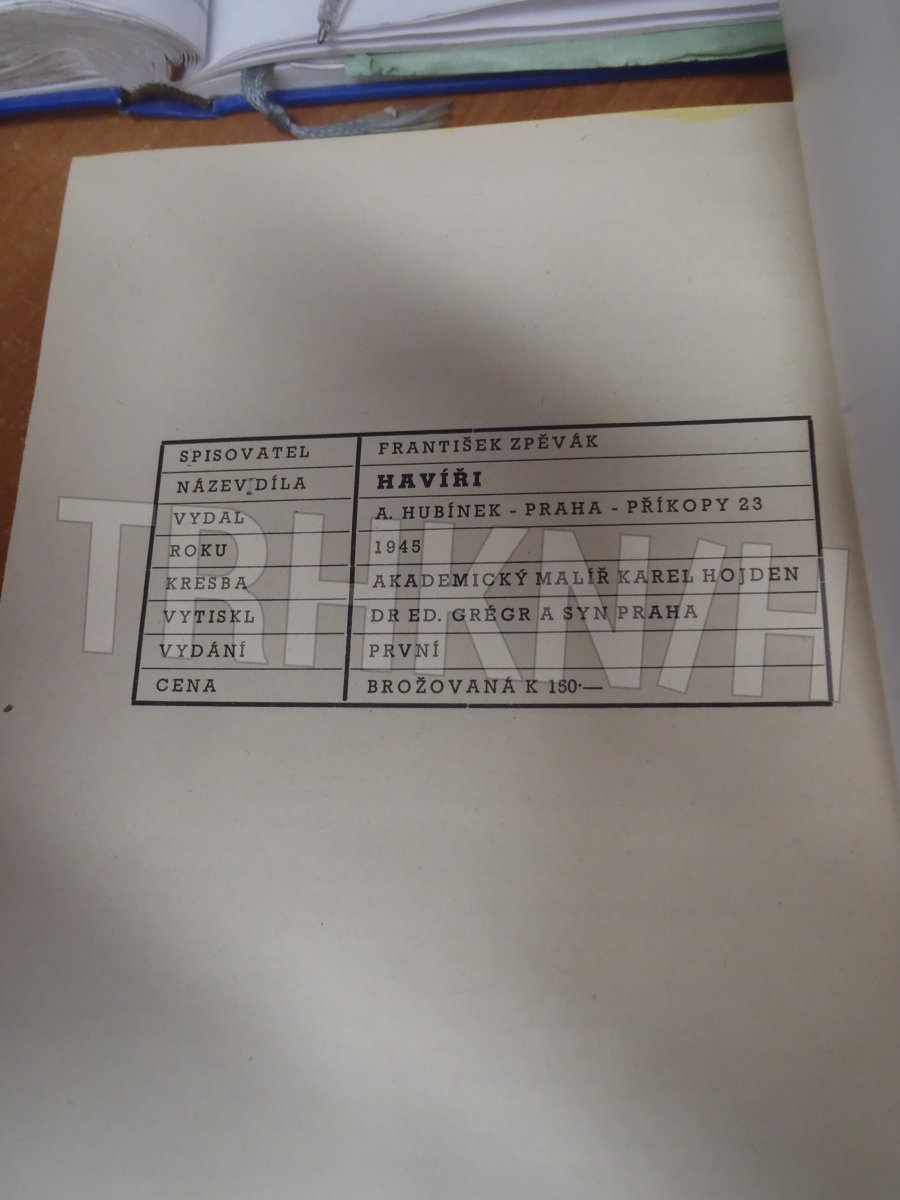 SPISOVATEL FRANTIŠEK ZPĚVÁK
NÁZEV DÍLA HAVÍŘI
VYDAL A. HUBÍNEK - PRAHA - PŘÍKOPY 23
ROKU 1945
KRESBA AKADEMICKÝ MALÍŘ KAREL HOJDEN
VYTISKL DR ED. GRÉGR A SYN PRAHA
VYDÁNÍ PRVNÍ
CENA BROŽOVANÁ K 150·—
TRHKNIH